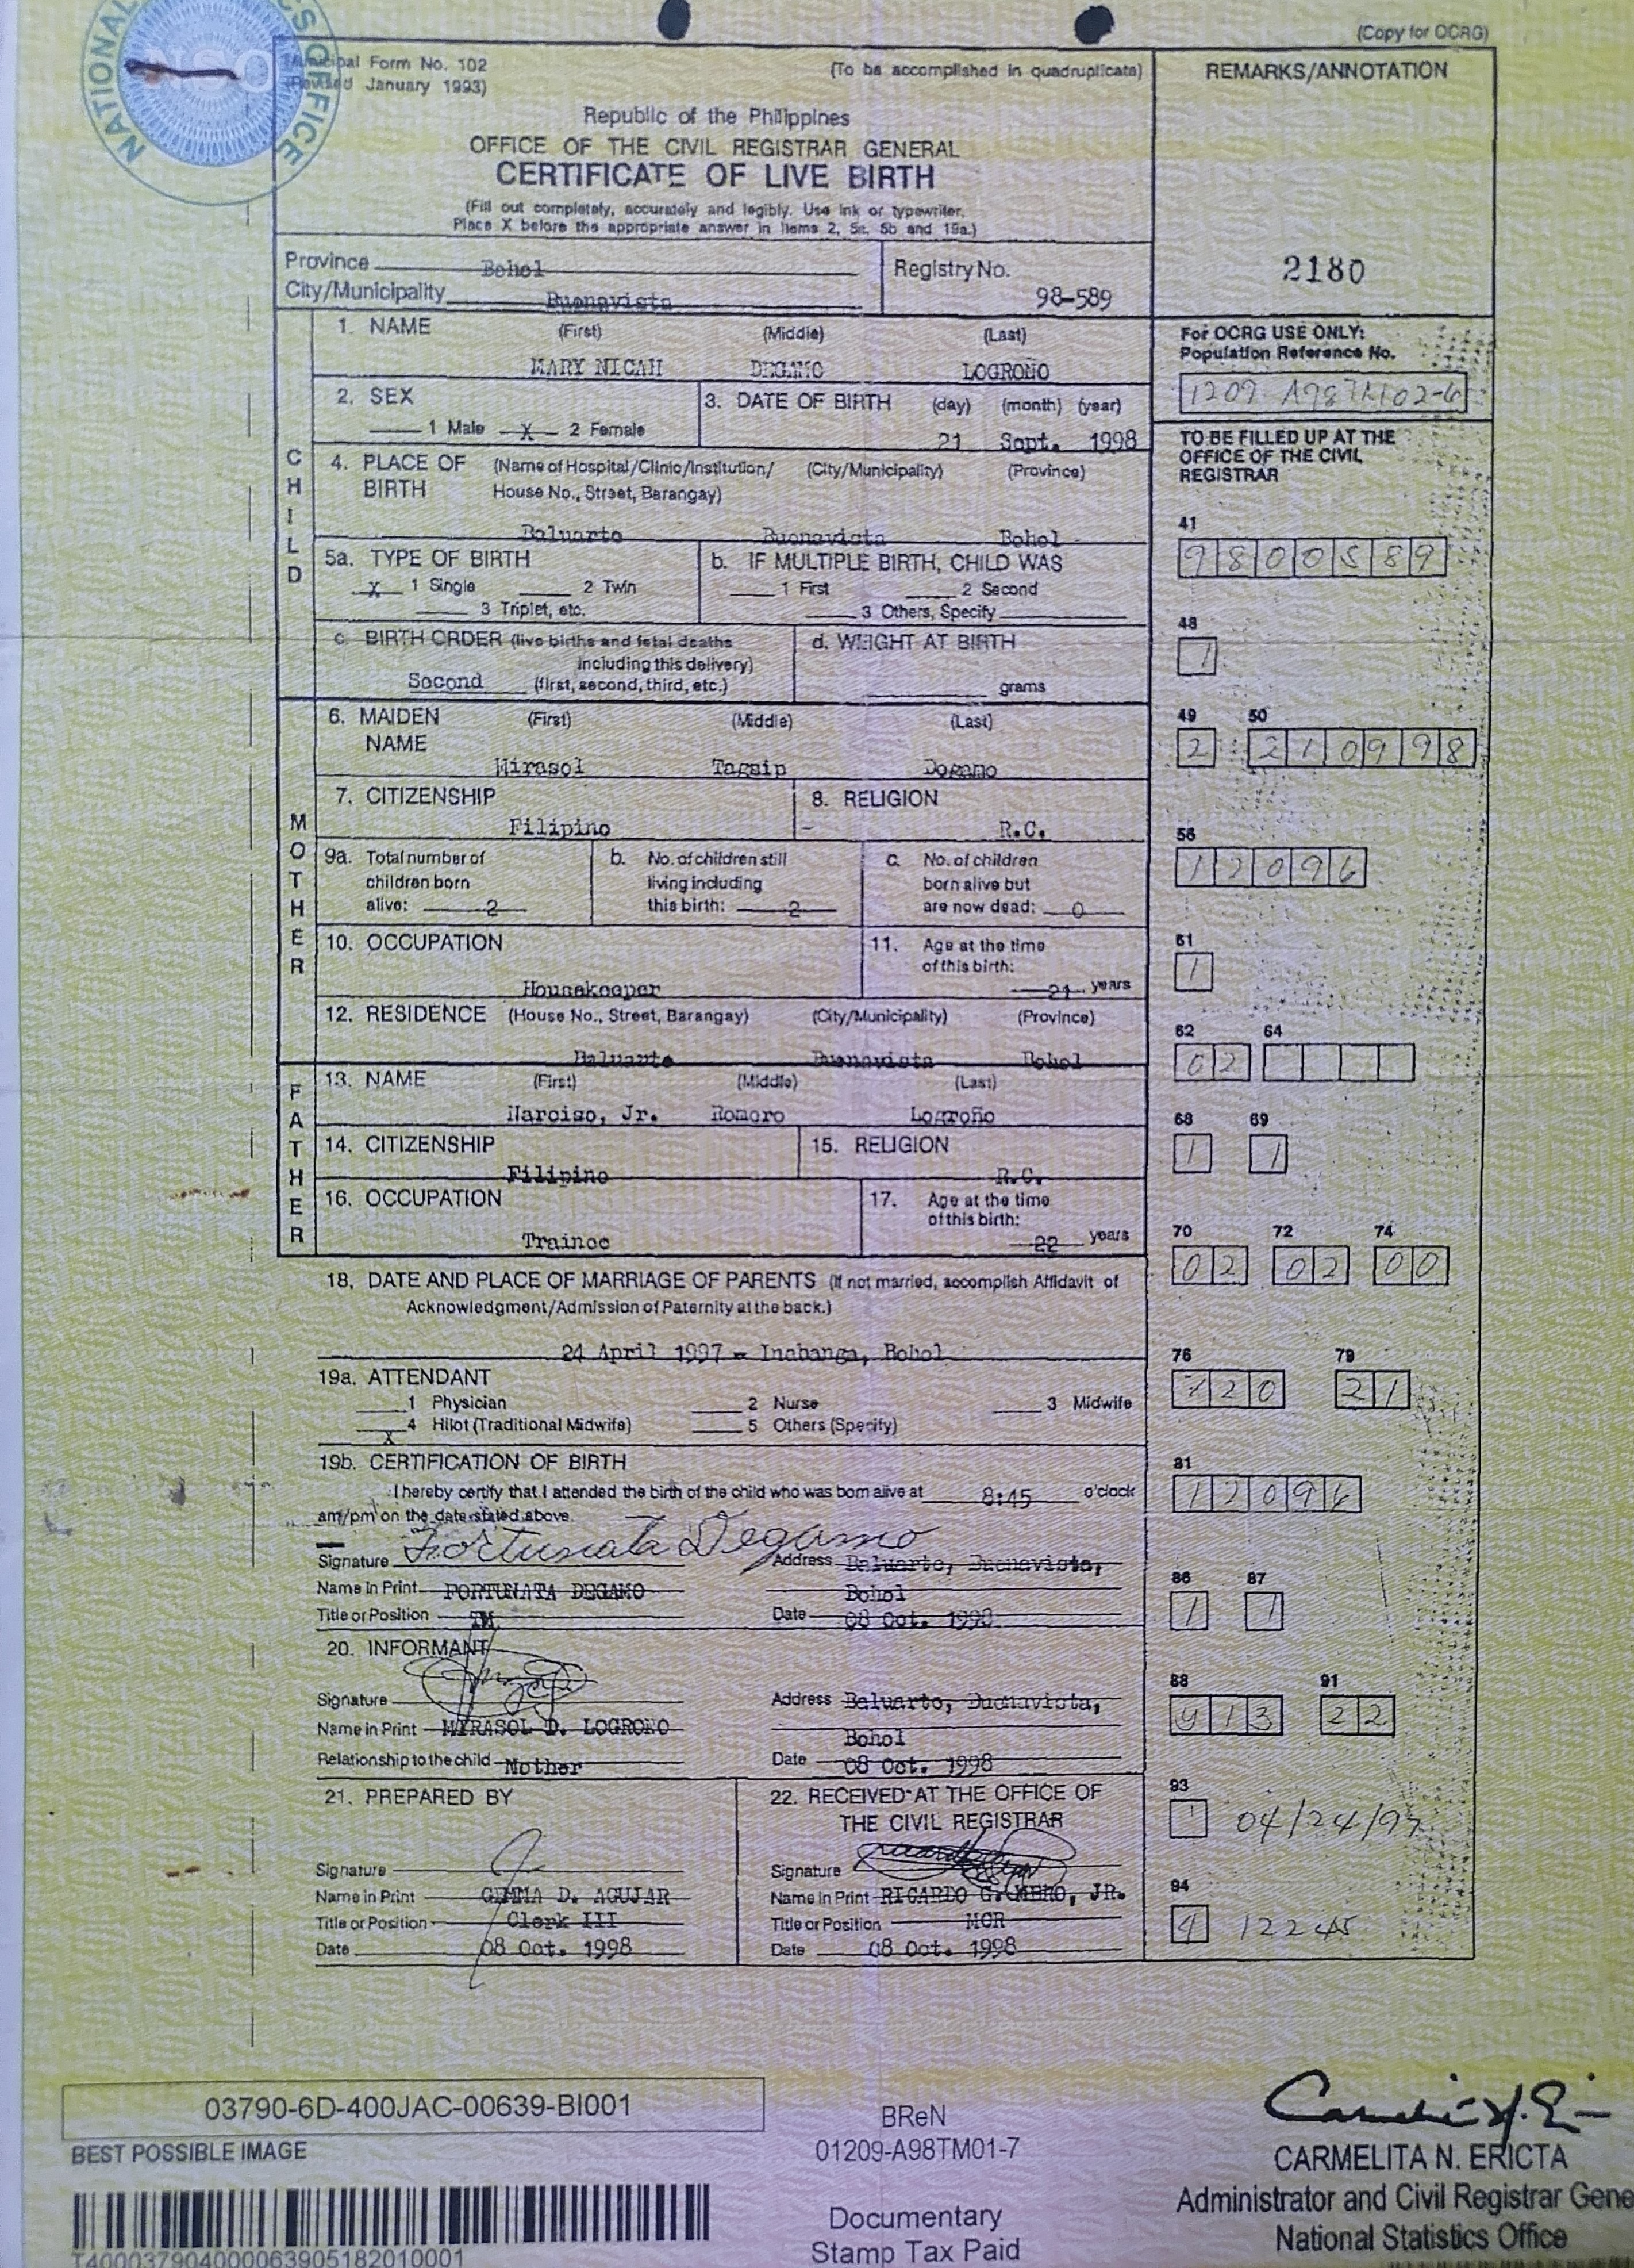 (Copy for OCRG)
NATIONAL STATISTICS OFFICE
NSO
Municipal Form No. 102
(Revised January 1993)
(To be accomplished in quadruplicate)
REMARKS/ANNOTATION
Republic of the Philippines
OFFICE OF THE CIVIL REGISTRAR GENERAL
CERTIFICATE OF LIVE BIRTH
(Fill out completely, accurately and legibly. Use ink or typewriter.
Place X before the appropriate answer in items 2, 5a, 5b and 19a.)
Province Bohol
City/Municipality Buenavista
Registry No.
98-589
2180
1. NAME (First) (Middle) (Last)
MARY NICAH DEGAMO LOGROÑO
For OCRG USE ONLY:
Population Reference No.
2. SEX
1 Male X 2 Female
3. DATE OF BIRTH (day) (month) (year)
21 Sept. 1998
TO BE FILLED UP AT THE
OFFICE OF THE CIVIL
REGISTRAR
CHILD
4. PLACE OF BIRTH (Name of Hospital/Clinic/Institution/ (City/Municipality) (Province)
House No., Street, Barangay)
Baluarte Buenavista Bohol
41
9800589
5a. TYPE OF BIRTH
X 1 Single 2 Twin
3 Triplet, etc.
b. IF MULTIPLE BIRTH, CHILD WAS
1 First 2 Second
3 Others, Specify
c. BIRTH ORDER (live births and fetal deaths
including this delivery)
Second (first, second, third, etc.)
d. WEIGHT AT BIRTH
grams
48
1
MOTHER
6. MAIDEN NAME (First) (Middle) (Last)
Mirasol Tagsip Degamo
49 50
2 210998
7. CITIZENSHIP
Filipino
8. RELIGION
R.C.
56
12096
9a. Total number of
children born
alive: 2
b. No. of children still
living including
this birth: 2
c. No. of children
born alive but
are now dead: 0
10. OCCUPATION
Housekeeper
11. Age at the time
of this birth:
21 years
61
1
12. RESIDENCE (House No., Street, Barangay) (City/Municipality) (Province)
Baluarte Buenavista Bohol
62 64
02
FATHER
13. NAME (First) (Middle) (Last)
Narciso, Jr. Romero Logroño
68 69
1 1
14. CITIZENSHIP
Filipino
15. RELIGION
R.C.
16. OCCUPATION
Trainee
17. Age at the time
of this birth:
22 years
70 72 74
02 02 00
18. DATE AND PLACE OF MARRIAGE OF PARENTS (If not married, accomplish Affidavit of
Acknowledgment/Admission of Paternity at the back.)
24 April 1997 - Inabanga, Bohol
76 79
720 21
19a. ATTENDANT
1 Physician 2 Nurse 3 Midwife
X 4 Hilot (Traditional Midwife) 5 Others (Specify)
19b. CERTIFICATION OF BIRTH
I hereby certify that I attended the birth of the child who was born alive at 8:45 o'clock
am/pm on the date stated above.
81
12096
Signature Fortunata Degamo
Address Baluarte, Buenavista,
Bohol
Name in Print FORTUNATA DEGAMO
Title or Position TM
Date 08 Oct. 1998
86 87
1 1
20. INFORMANT
Signature
Address Baluarte, Buenavista,
Bohol
Name in Print MYRASOL D. LOGRONO
Relationship to the child Mother
Date 08 Oct. 1998
88 91
913 22
21. PREPARED BY
Signature
Name in Print GEMMA D. AGUJAR
Title or Position Clerk III
Date 08 Oct. 1998
22. RECEIVED AT THE OFFICE OF
THE CIVIL REGISTRAR
Signature
Name in Print RICARDO G. MERO, JR.
Title or Position MCR
Date 08 Oct. 1998
93
04/24/97
94
4
03790-6D-400JAC-00639-BI001
BEST POSSIBLE IMAGE
T400037904000063905182010001
BReN
01209-A98TM01-7
Documentary
Stamp Tax Paid
CARMELITA N. ERICTA
Administrator and Civil Registrar Gene
National Statistics Office